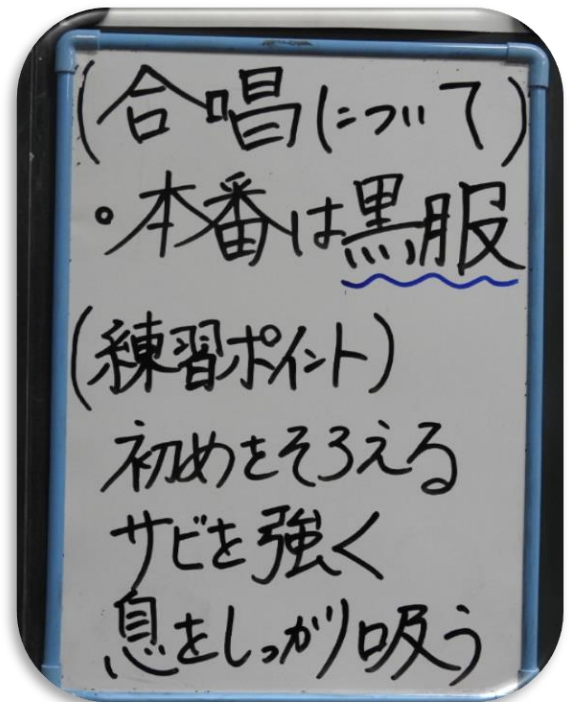 (合唱について)
・本番は黒服
(練習ポイント)
初めをそろえる
サビを強く
息をしっかり吸う